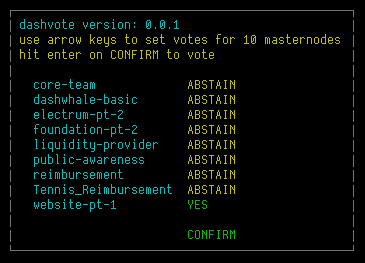 dashvote version: 0.0.1
use arrow keys to set votes for 10 masternodes
hit enter on CONFIRM to vote
core-team ABSTAIN
dashwhale-basic ABSTAIN
electrum-pt-2 ABSTAIN
foundation-pt-2 ABSTAIN
liquidity-provider ABSTAIN
public-awareness ABSTAIN
reimbursement ABSTAIN
Tennis_Reimbursement ABSTAIN
website-pt-1 YES
CONFIRM